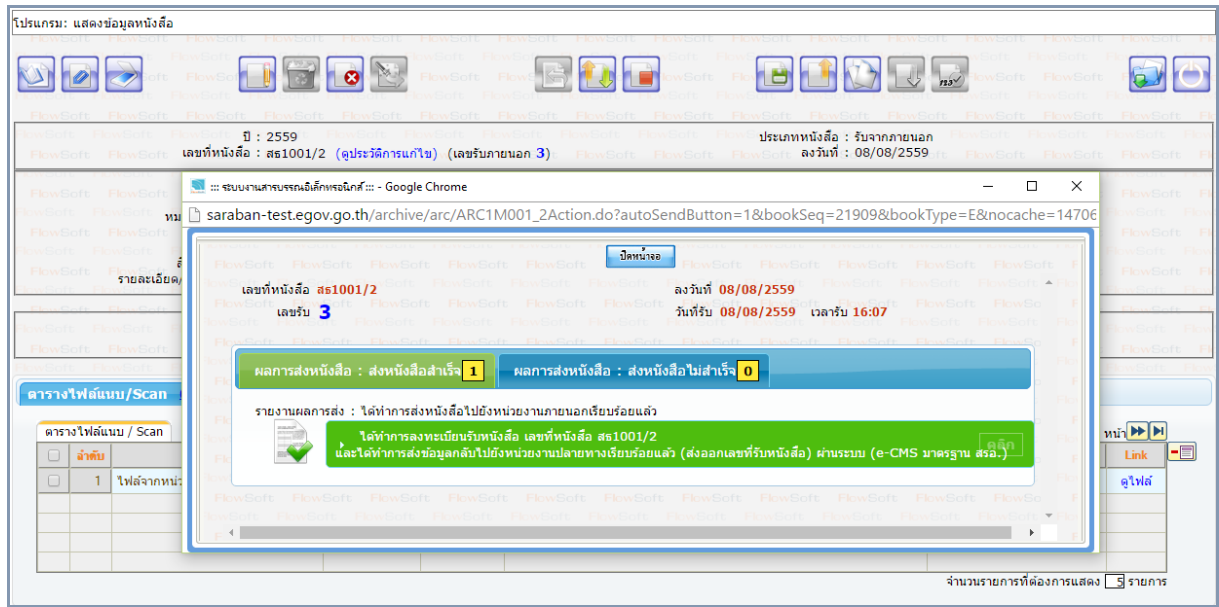 โปรแกรม: แสดงข้อมูลหนังสือ
123
ปี : 2559
ประเภทหนังสือ : รับจากภายนอก
เลขที่หนังสือ : สธ1001/2 (ดูประวัติการแก้ไข) (เลขรับภายนอก 3)
ลงวันที่ : 08/08/2559
::: ระบบงานสารบรรณอิเล็กทรอนิกส์ ::: - Google Chrome
saraban-test.egov.go.th/archive/arc/ARC1M001_2Action.do?autoSendButton=1&bookSeq=21909&bookType=E&nocache=14706
ปิดหน้าจอ
เลขที่หนังสือ สธ1001/2
ลงวันที่ 08/08/2559
เลขรับ 3
วันที่รับ 08/08/2559 เวลารับ 16:07
รายละเอียด/
ผลการส่งหนังสือ : ส่งหนังสือสำเร็จ 1
ผลการส่งหนังสือ : ส่งหนังสือไม่สำเร็จ 0
รายงานผลการส่ง : ได้ทำการส่งหนังสือไปยังหน่วยงานภายนอกเรียบร้อยแล้ว
ได้ทำการลงทะเบียนรับหนังสือ เลขที่หนังสือ สธ1001/2
และได้ทำการส่งข้อมูลกลับไปยังหน่วยงานปลายทางเรียบร้อยแล้ว (ส่งออกเลขที่รับหนังสือ) ผ่านระบบ (e-CMS มาตรฐาน สรอ.)
คลิก
ตารางไฟล์แนบ/Scan
ตารางไฟล์แนบ / Scan
หน้า
ลำดับ
Link
1
ไฟล์จากหน่ว
ดูไฟล์
จำนวนรายการที่ต้องการแสดง 5 รายการ